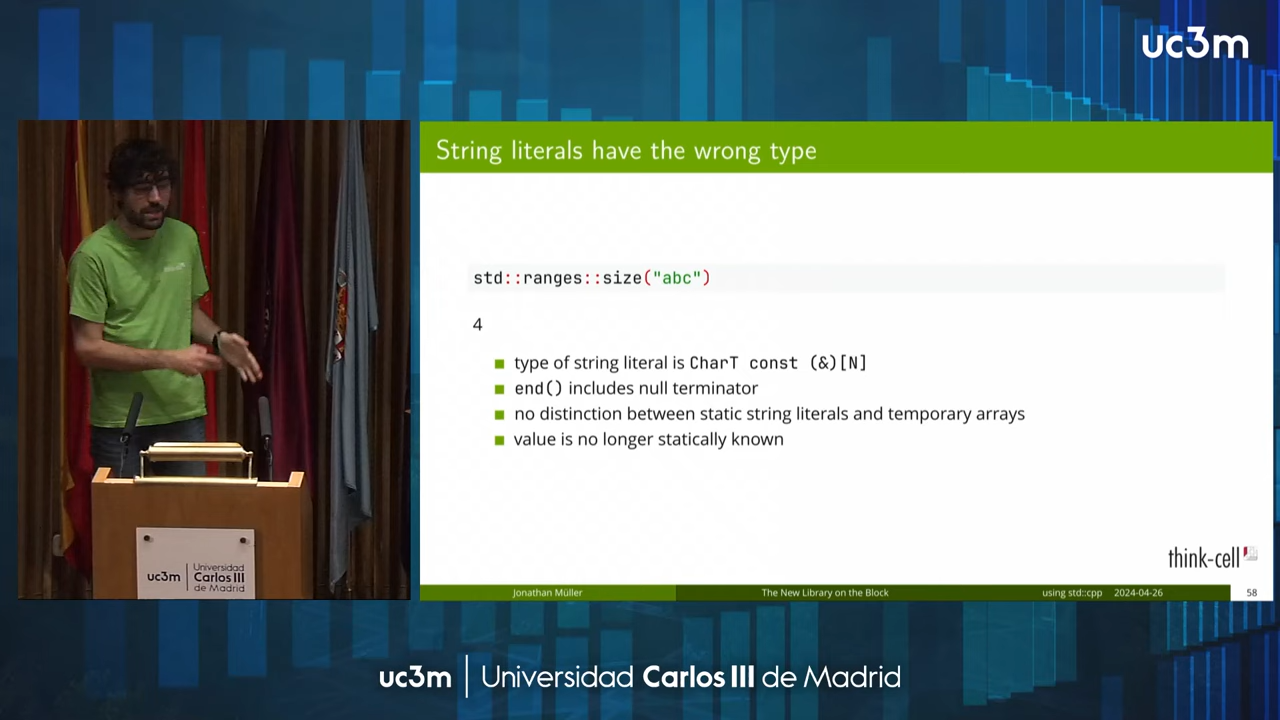 uc3m
String literals have the wrong type
std::ranges::size("abc")
4
type of string literal is CharT const (&)[N]
end() includes null terminator
no distinction between static string literals and temporary arrays
value is no longer statically known
think-cell
Jonathan Müller The New Library on the Block using std::cpp 2024-04-26 58
uc3m Universidad
Carlos III
de Madrid
uc3m Universidad Carlos III de Madrid